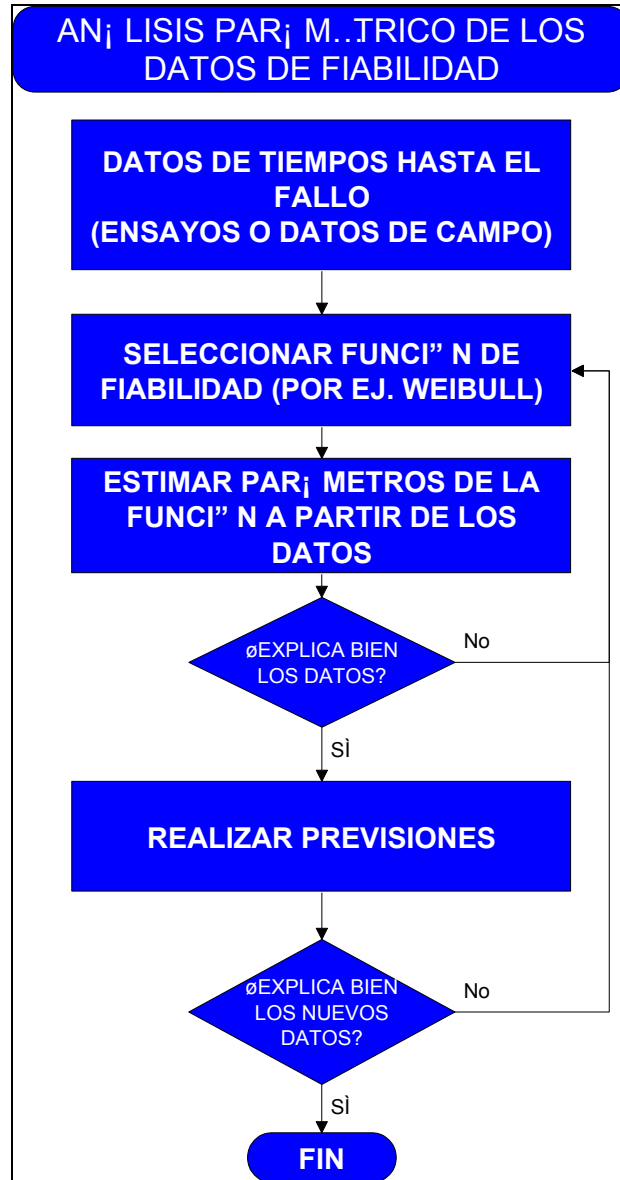 AN¡ LISIS PAR¡ M…TRICO DE LOS
DATOS DE FIABILIDAD
DATOS DE TIEMPOS HASTA EL
FALLO
(ENSAYOS O DATOS DE CAMPO)
SELECCIONAR FUNCI” N DE
FIABILIDAD (POR EJ. WEIBULL)
ESTIMAR PAR¡ METROS DE LA
FUNCI” N A PARTIR DE LOS
DATOS
øEXPLICA BIEN
LOS DATOS?
No
SÌ
REALIZAR PREVISIONES
øEXPLICA BIEN
LOS NUEVOS
DATOS?
No
SÌ
FIN